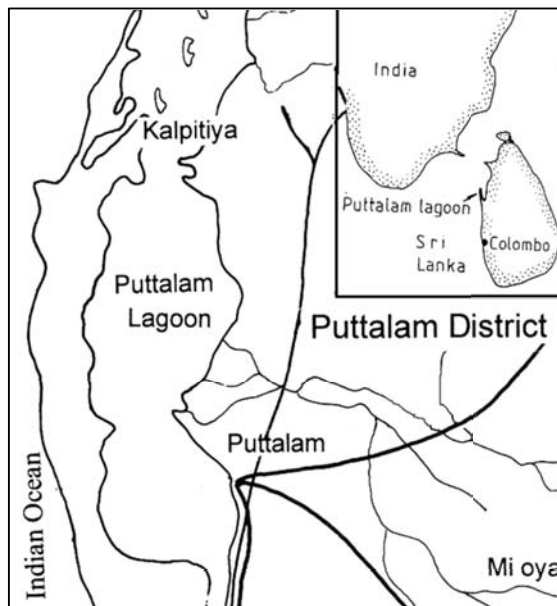 India
Kalpitiya
Puttalam lagoon
Sri
Lanka
Colombo
Puttalam
Lagoon
Puttalam District
Puttalam
Indian Ocean
Mi oya